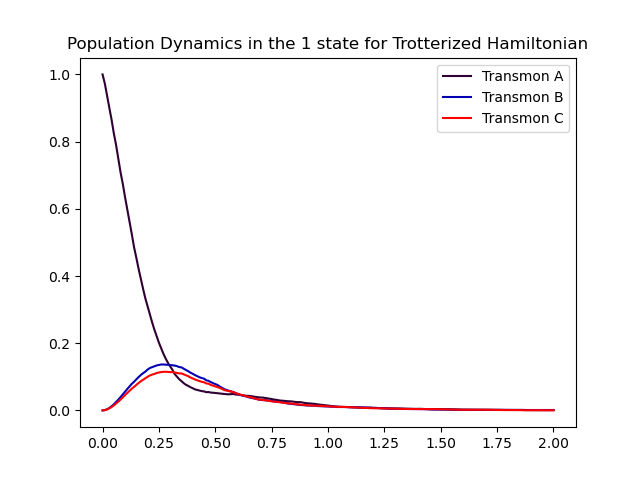 Population Dynamics in the 1 state for Trotterized Hamiltonian
Transmon A
Transmon B
Transmon C
1.0
0.8
0.6
0.4
0.2
0.0
0.00 0.25 0.50 0.75 1.00 1.25 1.50 1.75 2.00